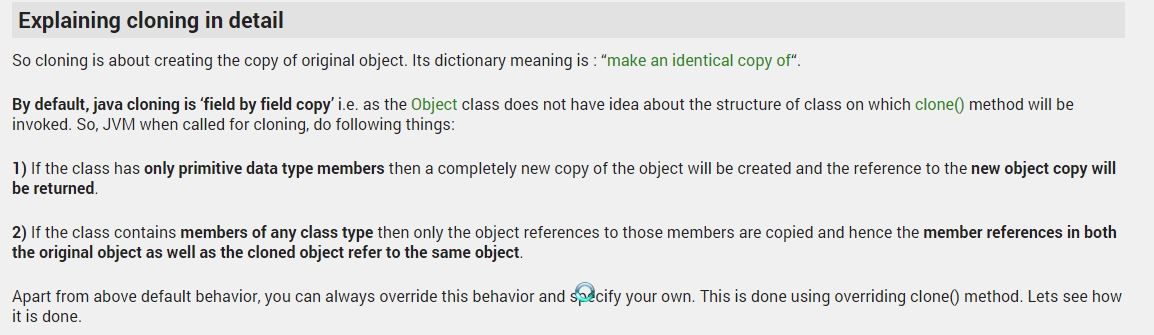 Explaining cloning in detail
So cloning is about creating the copy of original object. Its dictionary meaning is : “make an identical copy of“.
By default, java cloning is ‘field by field copy’ i.e. as the Object class does not have idea about the structure of class on which clone() method will be
invoked. So, JVM when called for cloning, do following things:
1) If the class has only primitive data type members then a completely new copy of the object will be created and the reference to the new object copy will
be returned.
2) If the class contains members of any class type then only the object references to those members are copied and hence the member references in both
the original object as well as the cloned object refer to the same object.
Apart from above default behavior, you can always override this behavior and specify your own. This is done using overriding clone() method. Lets see how
it is done.